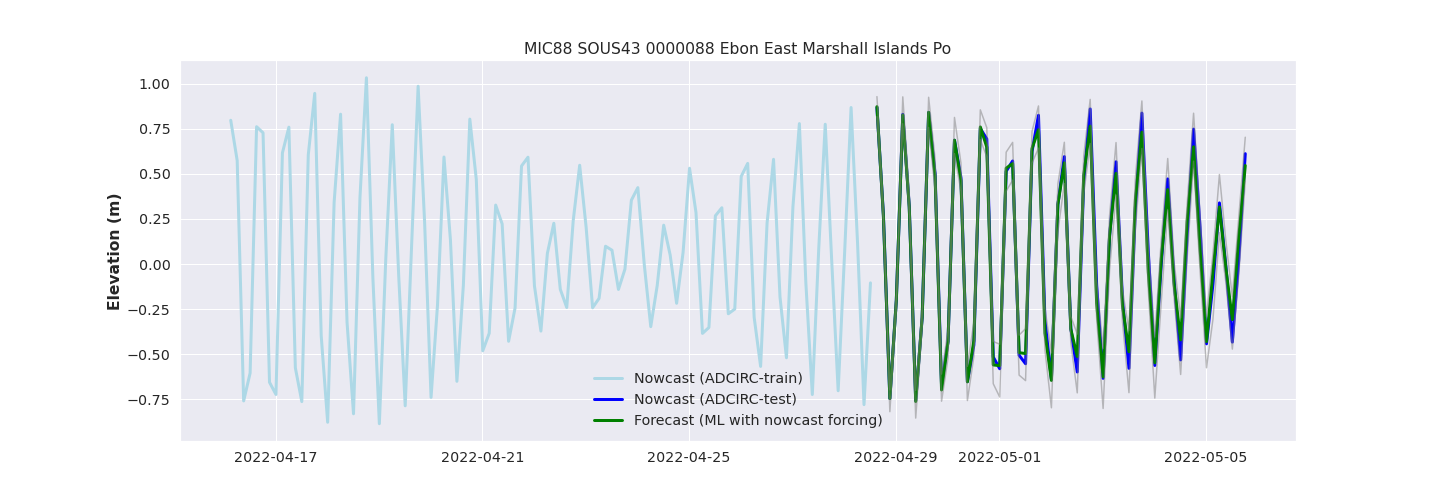 MIC88 SOUS43 0000088 Ebon East Marshall Islands Po
Elevation (m)
1.00
0.75
0.50
0.25
0.00
−0.25
−0.50
−0.75
Nowcast (ADCIRC-train)
Nowcast (ADCIRC-test)
Forecast (ML with nowcast forcing)
2022-04-17 2022-04-21 2022-04-25 2022-04-29 2022-05-01 2022-05-05